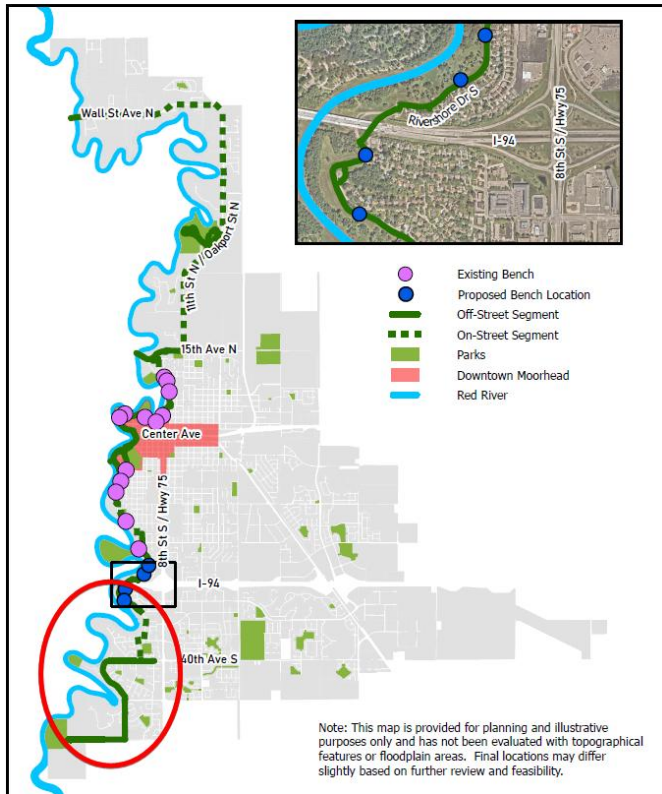 Wall St Ave N
Rivershore Dr S
I-94
8th St S / Hwy 75
11th St N / Oakport St N
Existing Bench
Proposed Bench Location
Off-Street Segment
On-Street Segment
Parks
Downtown Moorhead
Red River
15th Ave N
Center Ave
8th St S / Hwy 75
I-94
40th Ave S
Note: This map is provided for planning and illustrative
purposes only and has not been evaluated with topographical
features or floodplain areas. Final locations may differ
slightly based on further review and feasibility.